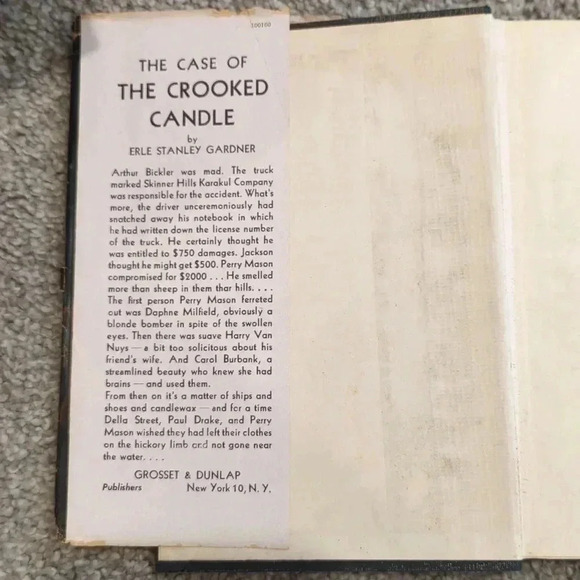 100100
THE CASE OF
THE CROOKED
CANDLE
by
ERLE STANLEY GARDNER
Arthur Bickler was mad. The truck
marked Skinner Hills Karakul Company
was responsible for the accident. What's
more, the driver unceremoniously had
snatched away his notebook in which
he had written down the license number
of the truck. He certainly thought he
was entitled to $750 damages. Jackson
thought he might get $500. Perry Mason
compromised for $2000 . . . He smelled
more than sheep in them thar hills. . . .
The first person Perry Mason ferreted
out was Daphne Milfield, obviously a
blonde bomber in spite of the swollen
eyes. Then there was suave Harry Van
Nuys — a bit too solicitous about his
friend's wife. And Carol Burbank, a
streamlined beauty who knew she had
brains — and used them.
From then on it's a matter of ships and
shoes and candlewax — and for a time
Della Street, Paul Drake, and Perry
Mason wished they had left their clothes
on the hickory limb and not gone near
the water. . . .
GROSSET & DUNLAP
Publishers New York 10, N. Y.